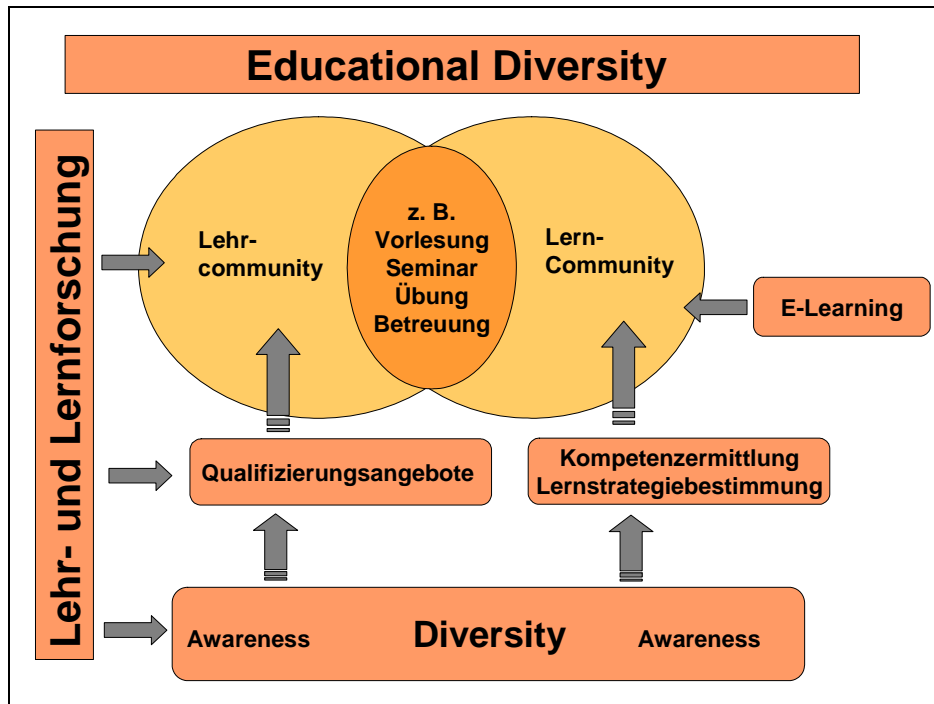 Educational Diversity
Lehr- und Lernforschung
Lehr-
community
z. B.
Vorlesung
Seminar
Übung
Betreuung
Lern-
Community
E-Learning
Qualifizierungsangebote
Kompetenzermittlung
Lernstrategiebestimmung
Awareness
Diversity
Awareness